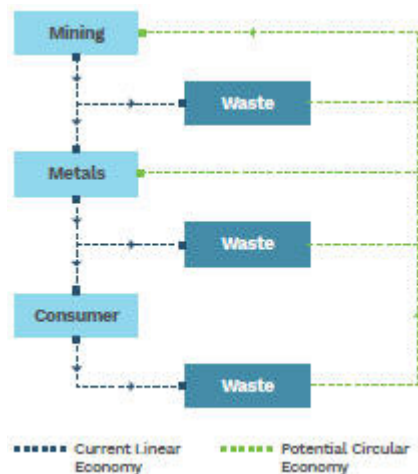 Mining
Waste
Metals
Waste
Consumer
Waste
Current Linear
Economy
Potential Circular
Economy